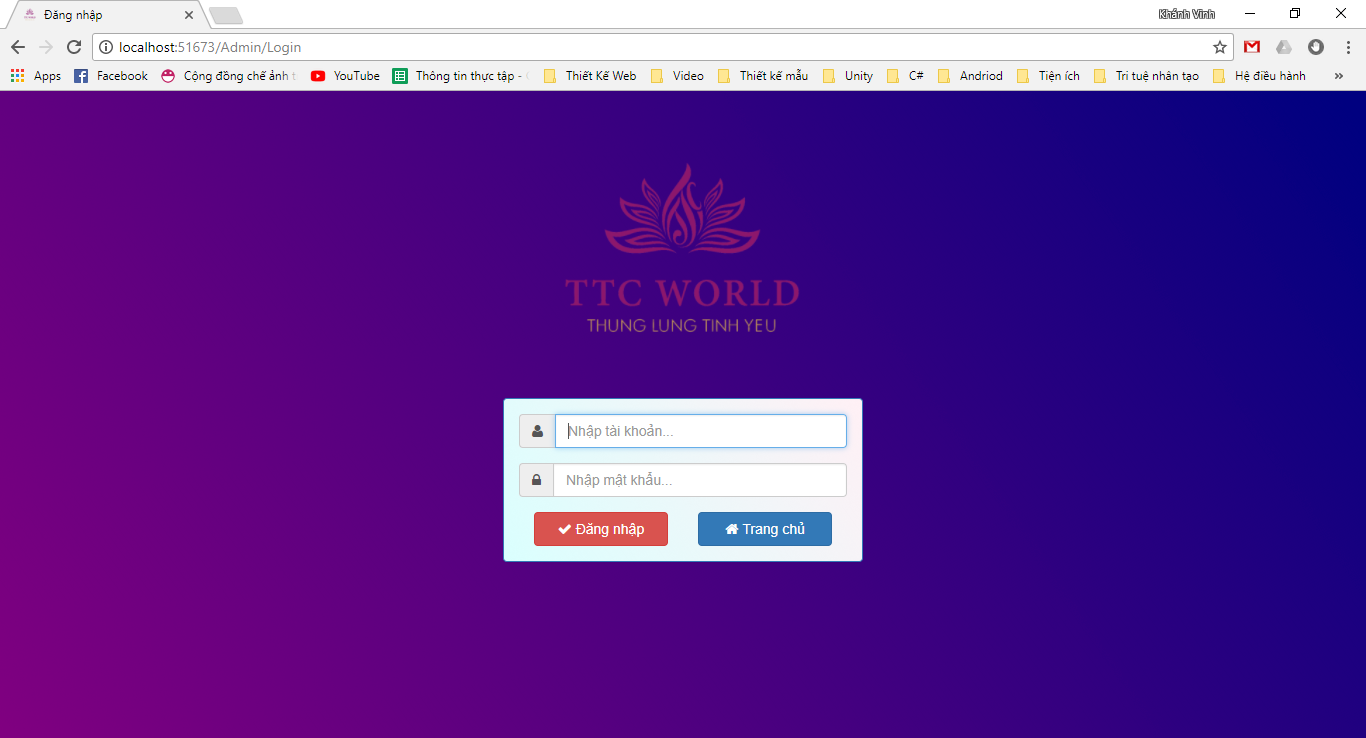 Đăng nhập
Khánh Vinh
localhost:51673/Admin/Login
Apps Facebook Cộng đồng chế ảnh t YouTube Thông tin thực tập - Thiết Kế Web Video Thiết kế mẫu Unity C# Andriod Tiện ích Tri tuệ nhân tạo Hệ điều hành »
TTC WORLD
THUNG LUNG TINH YEU
Nhập tài khoản...
Nhập mật khẩu...
Đăng nhập Trang chủ